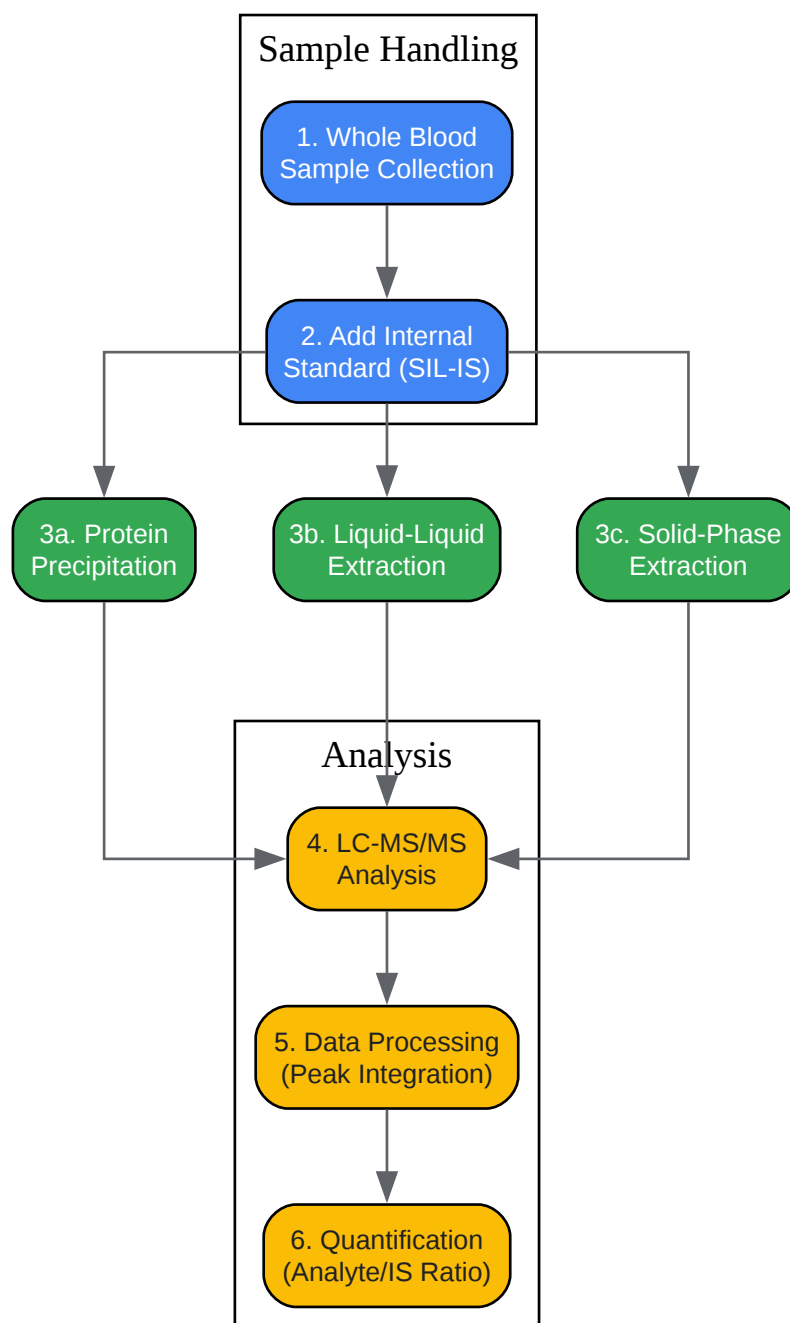 Sample Handling
1. Whole Blood
Sample Collection
2. Add Internal
Standard (SIL-IS)
3a. Protein
Precipitation
3b. Liquid-Liquid
Extraction
3c. Solid-Phase
Extraction
Analysis
4. LC-MS/MS
Analysis
5. Data Processing
(Peak Integration)
6. Quantification
(Analyte/IS Ratio)